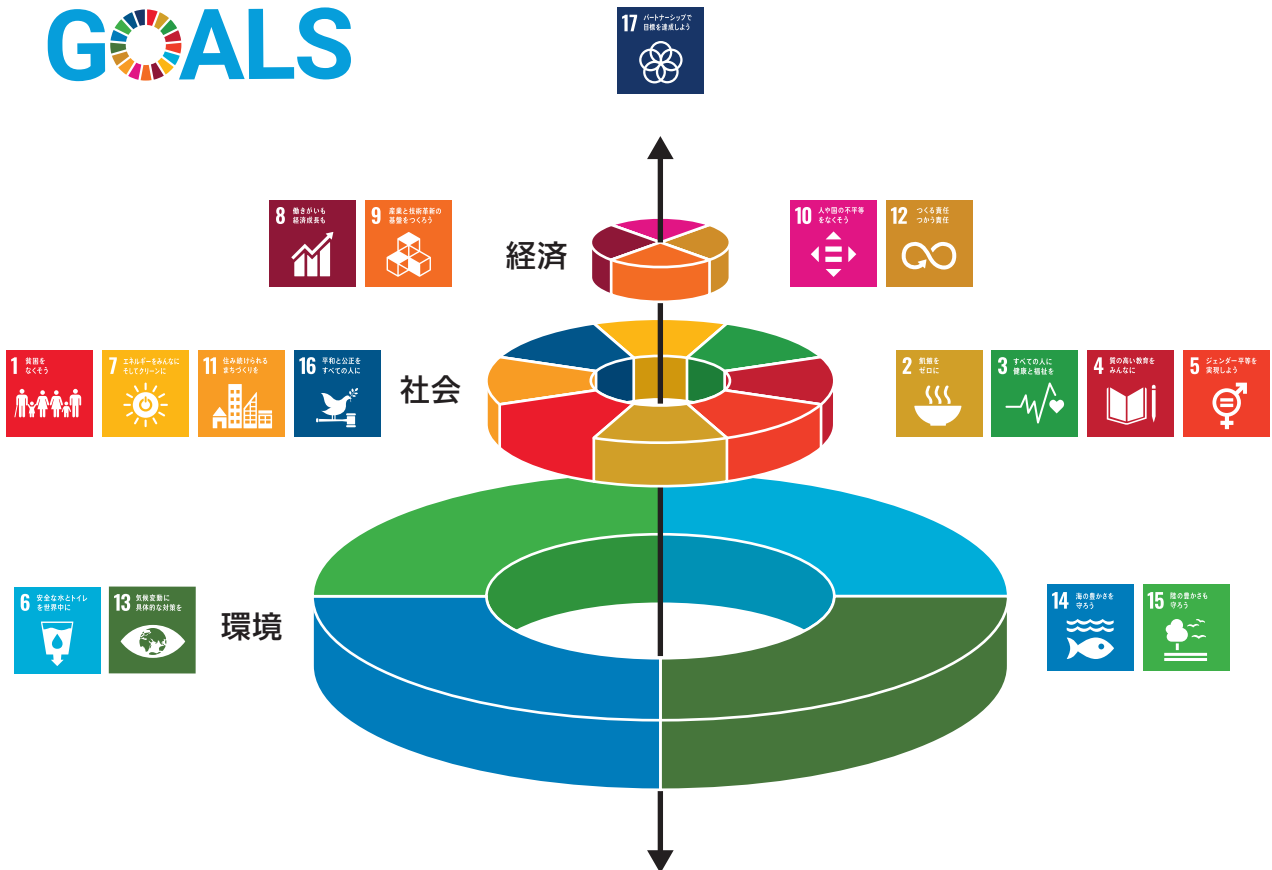 GOALS
17 パートナーシップで
目標を達成しよう
8 働きがいも
経済成長も
9 産業と技術革新の
基盤をつくろう
経済
10 人や国の不平等
をなくそう
12 つくる責任
つかう責任
1 貧困を
なくそう
7 エネルギーをみんなに
そしてクリーンに
11 住み続けられる
まちづくりを
16 平和と公正を
すべての人に
社会
2 飢餓を
ゼロに
3 すべての人に
健康と福祉を
4 質の高い教育を
みんなに
5 ジェンダー平等を
実現しよう
6 安全な水とトイレ
を世界中に
13 気候変動に
具体的な対策を
環境
14 海の豊かさを
守ろう
15 陸の豊かさも
守ろう